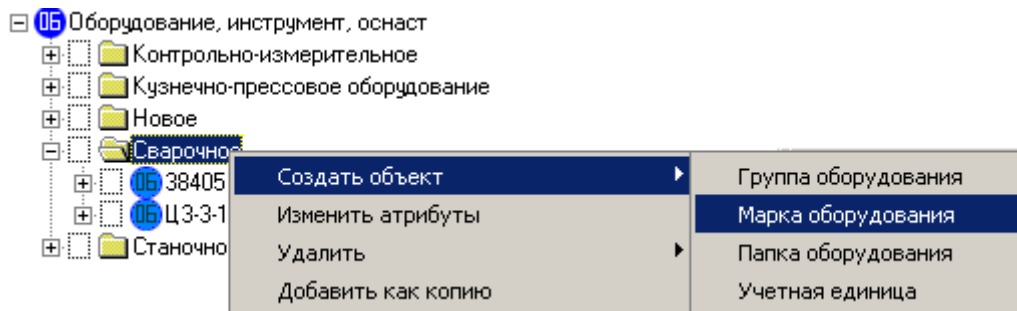 ОБ Оборудование, инструмент, оснаст
Контрольно-измерительное
Кузнечно-прессовое оборудование
Новое
Сварочное
ОБ 38405
ОБ ЦЗ-3-1
Станочно
Создать объект
Изменить атрибуты
Удалить
Добавить как копию
Группа оборудования
Марка оборудования
Папка оборудования
Учетная единица